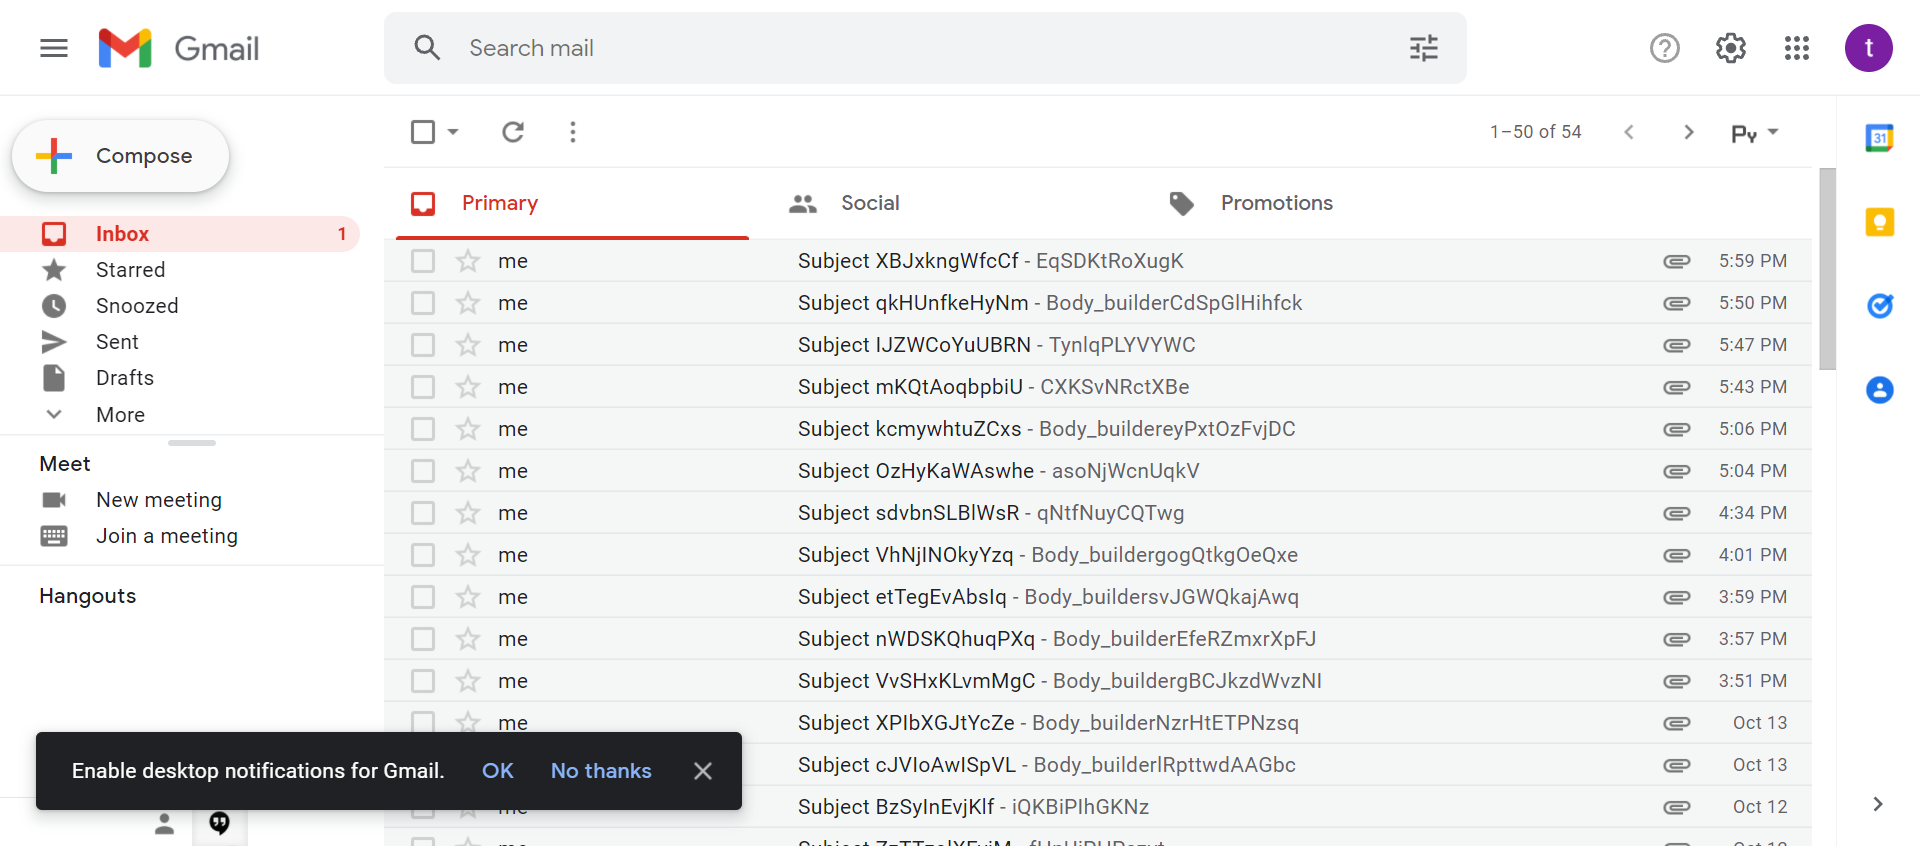 Gmail
Search mail
t
Compose
1–50 of 54
Py
31
Primary
Social
Promotions
Inbox 1
Starred
Snoozed
Sent
Drafts
More
Meet
New meeting
Join a meeting
Hangouts
me Subject XBJxkngWfcCf - EqSDKtRoXugK 5:59 PM
me Subject qkHUnfkeHyNm - Body_builderCdSpGlHihfck 5:50 PM
me Subject IJZWCoYuUBRN - TynlqPLYVYWC 5:47 PM
me Subject mKQtAoqbpbiU - CXKSvNRctXBe 5:43 PM
me Subject kcmywhtuZCxs - Body_buildereyPxtOzFvjDC 5:06 PM
me Subject OzHyKaWAswhe - asoNjWcnUqkV 5:04 PM
me Subject sdvbnSLBlWsR - qNtfNuyCQTwg 4:34 PM
me Subject VhNjINOkyYzq - Body_buildergogQtkgOeQxe 4:01 PM
me Subject etTegEvAbsIq - Body_buildersvJGWQkajAwq 3:59 PM
me Subject nWDSKQhuqPXq - Body_builderEfeRZmxrXpFJ 3:57 PM
me Subject VvSHxKLvmMgC - Body_buildergBCJkzdWvzNI 3:51 PM
me Subject XPIbXGJtYcZe - Body_builderNzrHtETPNzsq Oct 13
Subject cJVIoAwISpVL - Body_builderlRpttwdAAGbc Oct 13
me Subject BzSyInEvjKlf - iQKBiPIhGKNz Oct 12
Enable desktop notifications for Gmail. OK No thanks